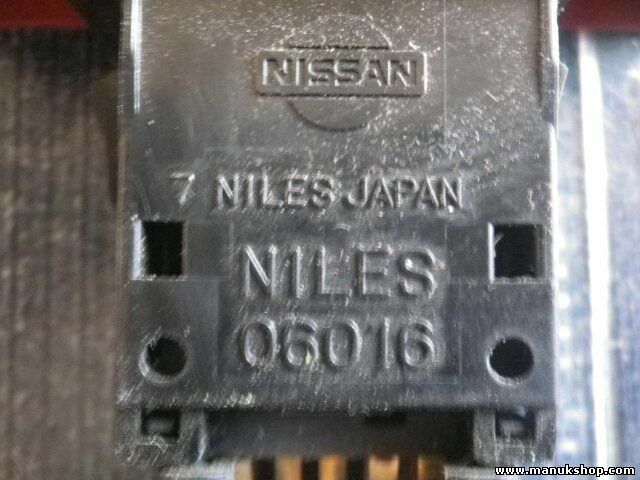 NISSAN
7 NILES JAPAN
NILES
06016
www.manukshop.com